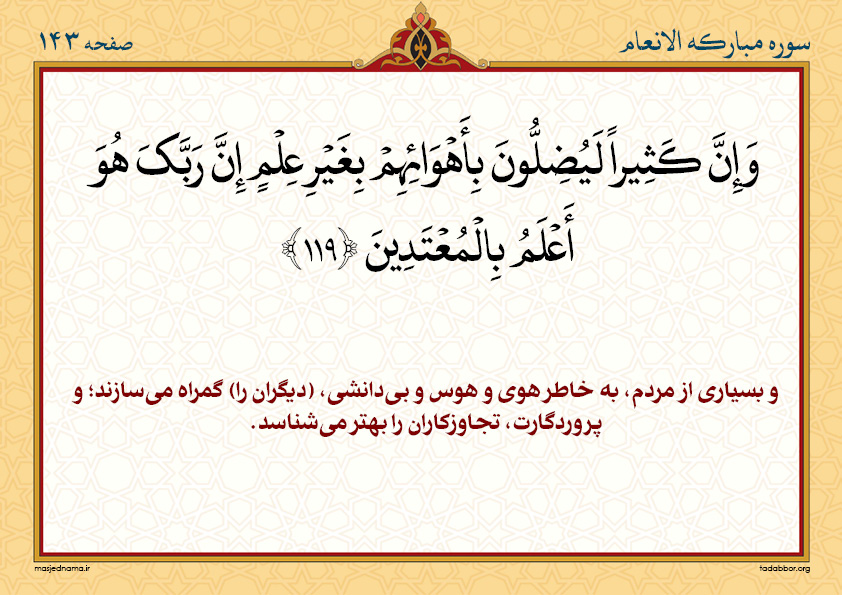 سوره مبارکه الانعام
صفحه ۱۴۳
وَإِنَّ كَثِيراً لَيُضِلُّونَ بِأَهْوَائِهِمْ بِغَيْرِ عِلْمٍ إِنَّ رَبَّکَ هُوَ
أَعْلَمُ بِالْمُعْتَدِينَ ﴿۱۱۹﴾
و بسیاری از مردم، به خاطر هوی و هوس و بی‌دانشی، (دیگران را) گمراه می‌سازند؛ و
پروردگارت، تجاوزکاران را بهتر می‌شناسد.
masjednama.ir
tadabbor.org